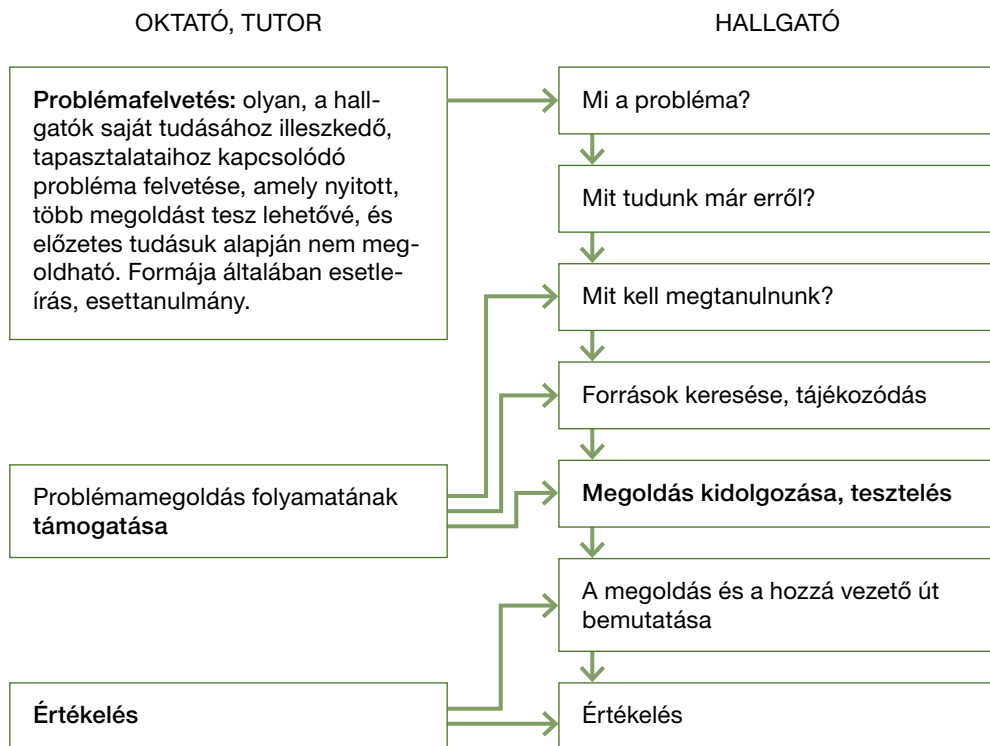 OKTATÓ, TUTOR
HALLGATÓ
Problémafelvetés: olyan, a hall-
gatók saját tudásához illeszkedő,
tapasztalataihoz kapcsolódó
probléma felvetése, amely nyitott,
több megoldást tesz lehetővé, és
előzetes tudásuk alapján nem meg-
oldható. Formája általában esetle-
írás, esettanulmány.
Mi a probléma?
Mit tudunk már erről?
Mit kell megtanulnunk?
Források keresése, tájékozódás
Problémamegoldás folyamatának
támogatása
Megoldás kidolgozása, tesztelés
A megoldás és a hozzá vezető út
bemutatása
Értékelés
Értékelés